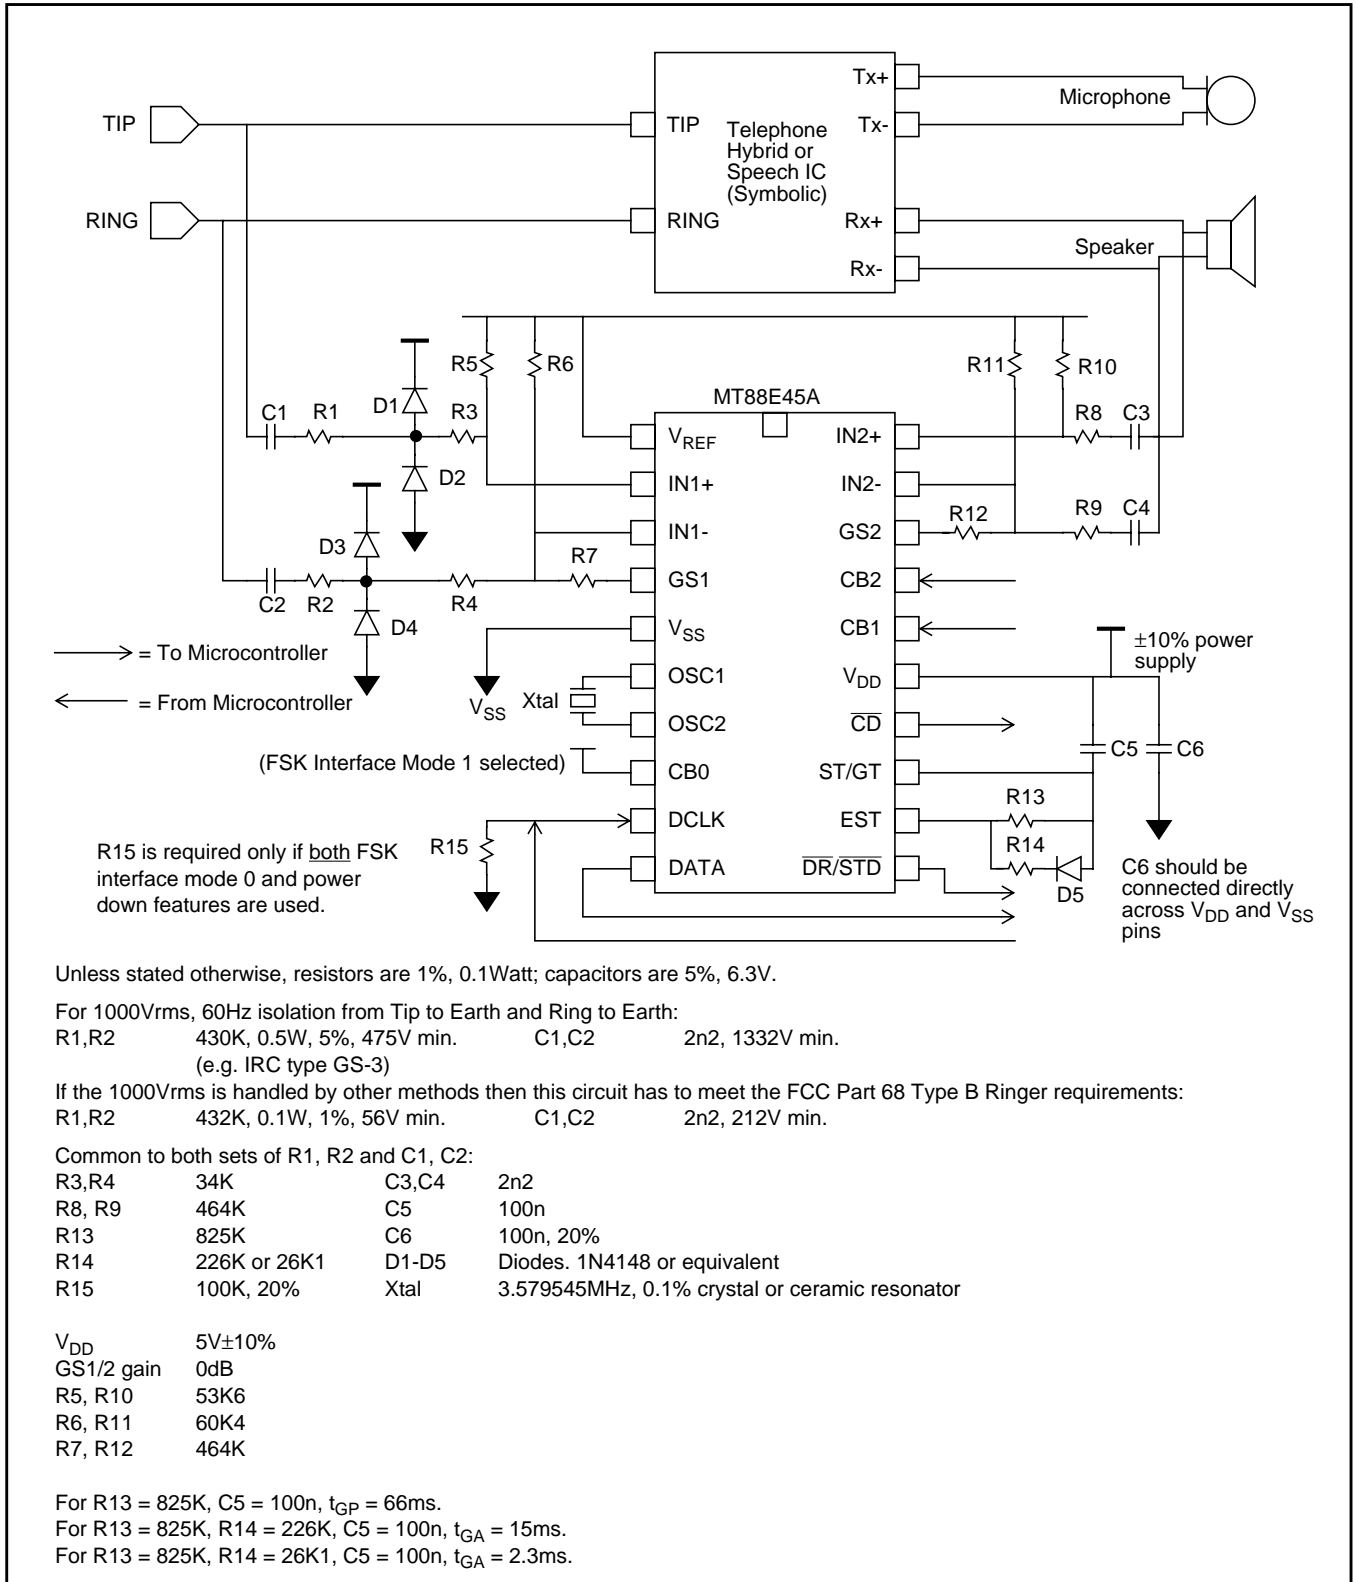 Tx+
Microphone
TIP
TIP
Telephone
Hybrid or
Speech IC
(Symbolic)
Tx-
RING
RING
Rx+
Speaker
Rx-
R5
R6
R11
R10
MT88E45A
C1
R1
D1
R3
R8
C3
VREF
IN2+
D2
IN1+
IN2-
R9
C4
R12
IN1-
GS2
D3
R7
GS1
CB2
C2
R2
R4
D4
VSS
CB1
= To Microcontroller
±10% power
supply
OSC1
VDD
= From Microcontroller
VSS
Xtal
OSC2
CD
C5
C6
(FSK Interface Mode 1 selected)
CB0
ST/GT
R13
DCLK
EST
R14
R15
R15 is required only if both FSK
interface mode 0 and power
down features are used.
DATA
DR/STD
D5
C6 should be
connected directly
across VDD and VSS
pins
Unless stated otherwise, resistors are 1%, 0.1Watt; capacitors are 5%, 6.3V.
For 1000Vrms, 60Hz isolation from Tip to Earth and Ring to Earth:
R1,R2 430K, 0.5W, 5%, 475V min. C1,C2 2n2, 1332V min.
(e.g. IRC type GS-3)
If the 1000Vrms is handled by other methods then this circuit has to meet the FCC Part 68 Type B Ringer requirements:
R1,R2 432K, 0.1W, 1%, 56V min. C1,C2 2n2, 212V min.
Common to both sets of R1, R2 and C1, C2:
R3,R4 34K C3,C4 2n2
R8, R9 464K C5 100n
R13 825K C6 100n, 20%
R14 226K or 26K1 D1-D5 Diodes. 1N4148 or equivalent
R15 100K, 20% Xtal 3.579545MHz, 0.1% crystal or ceramic resonator
VDD 5V±10%
GS1/2 gain 0dB
R5, R10 53K6
R6, R11 60K4
R7, R12 464K
For R13 = 825K, C5 = 100n, tGP = 66ms.
For R13 = 825K, R14 = 226K, C5 = 100n, tGA = 15ms.
For R13 = 825K, R14 = 26K1, C5 = 100n, tGA = 2.3ms.